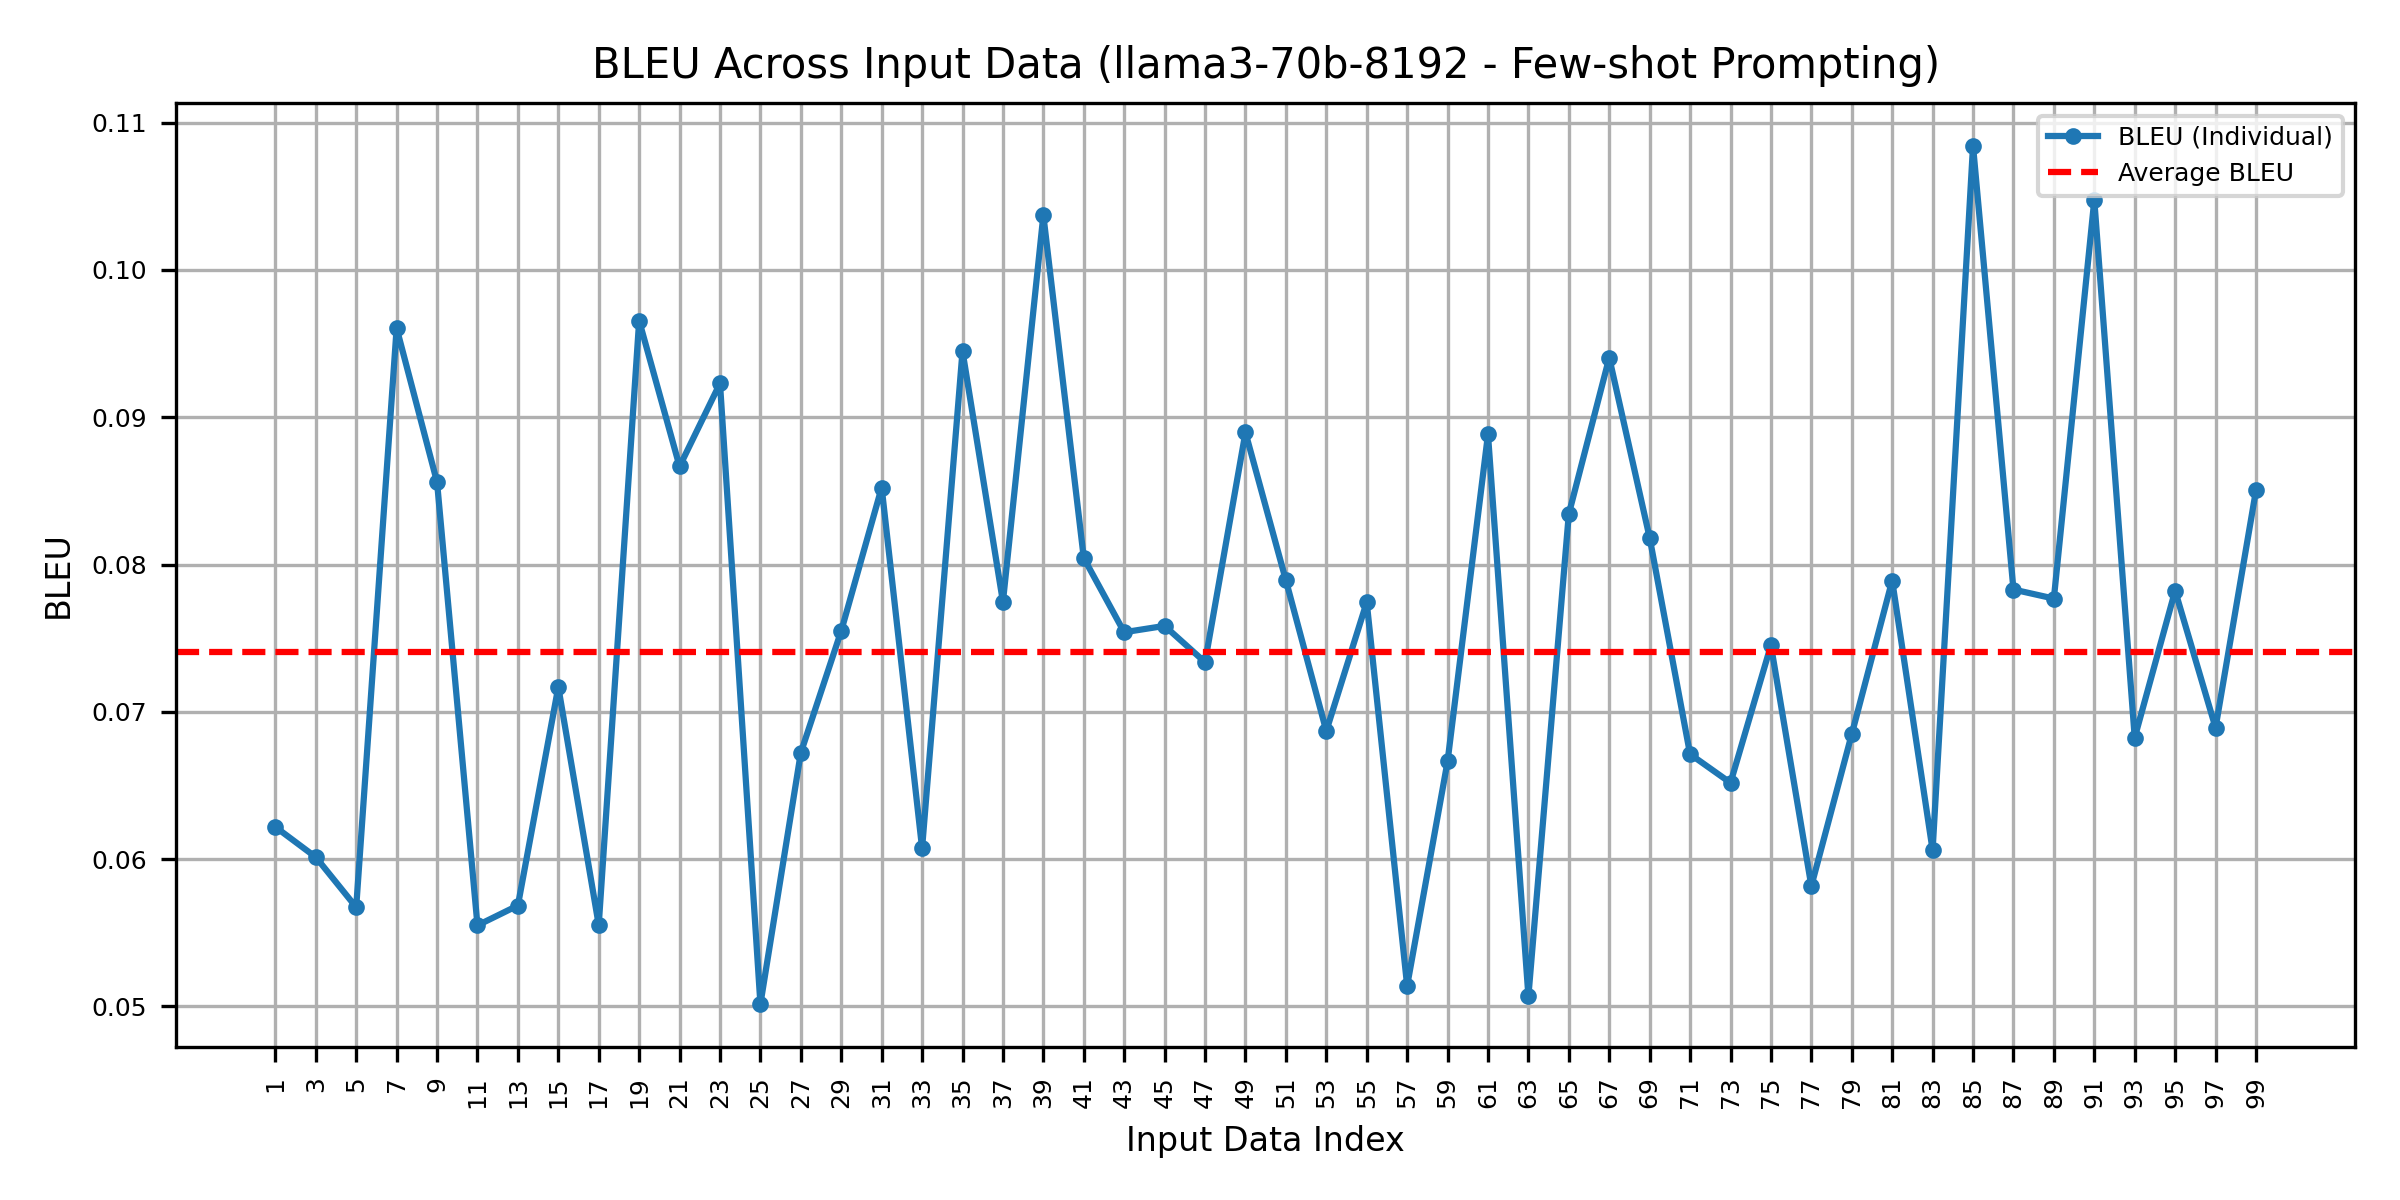 BLEU Across Input Data (llama3-70b-8192 - Few-shot Prompting)
BLEU (Individual)
Average BLEU
BLEU
0.11
0.10
0.09
0.08
0.07
0.06
0.05
1 3 5 7 9 11 13 15 17 19 21 23 25 27 29 31 33 35 37 39 41 43 45 47 49 51 53 55 57 59 61 63 65 67 69 71 73 75 77 79 81 83 85 87 89 91 93 95 97 99
Input Data Index